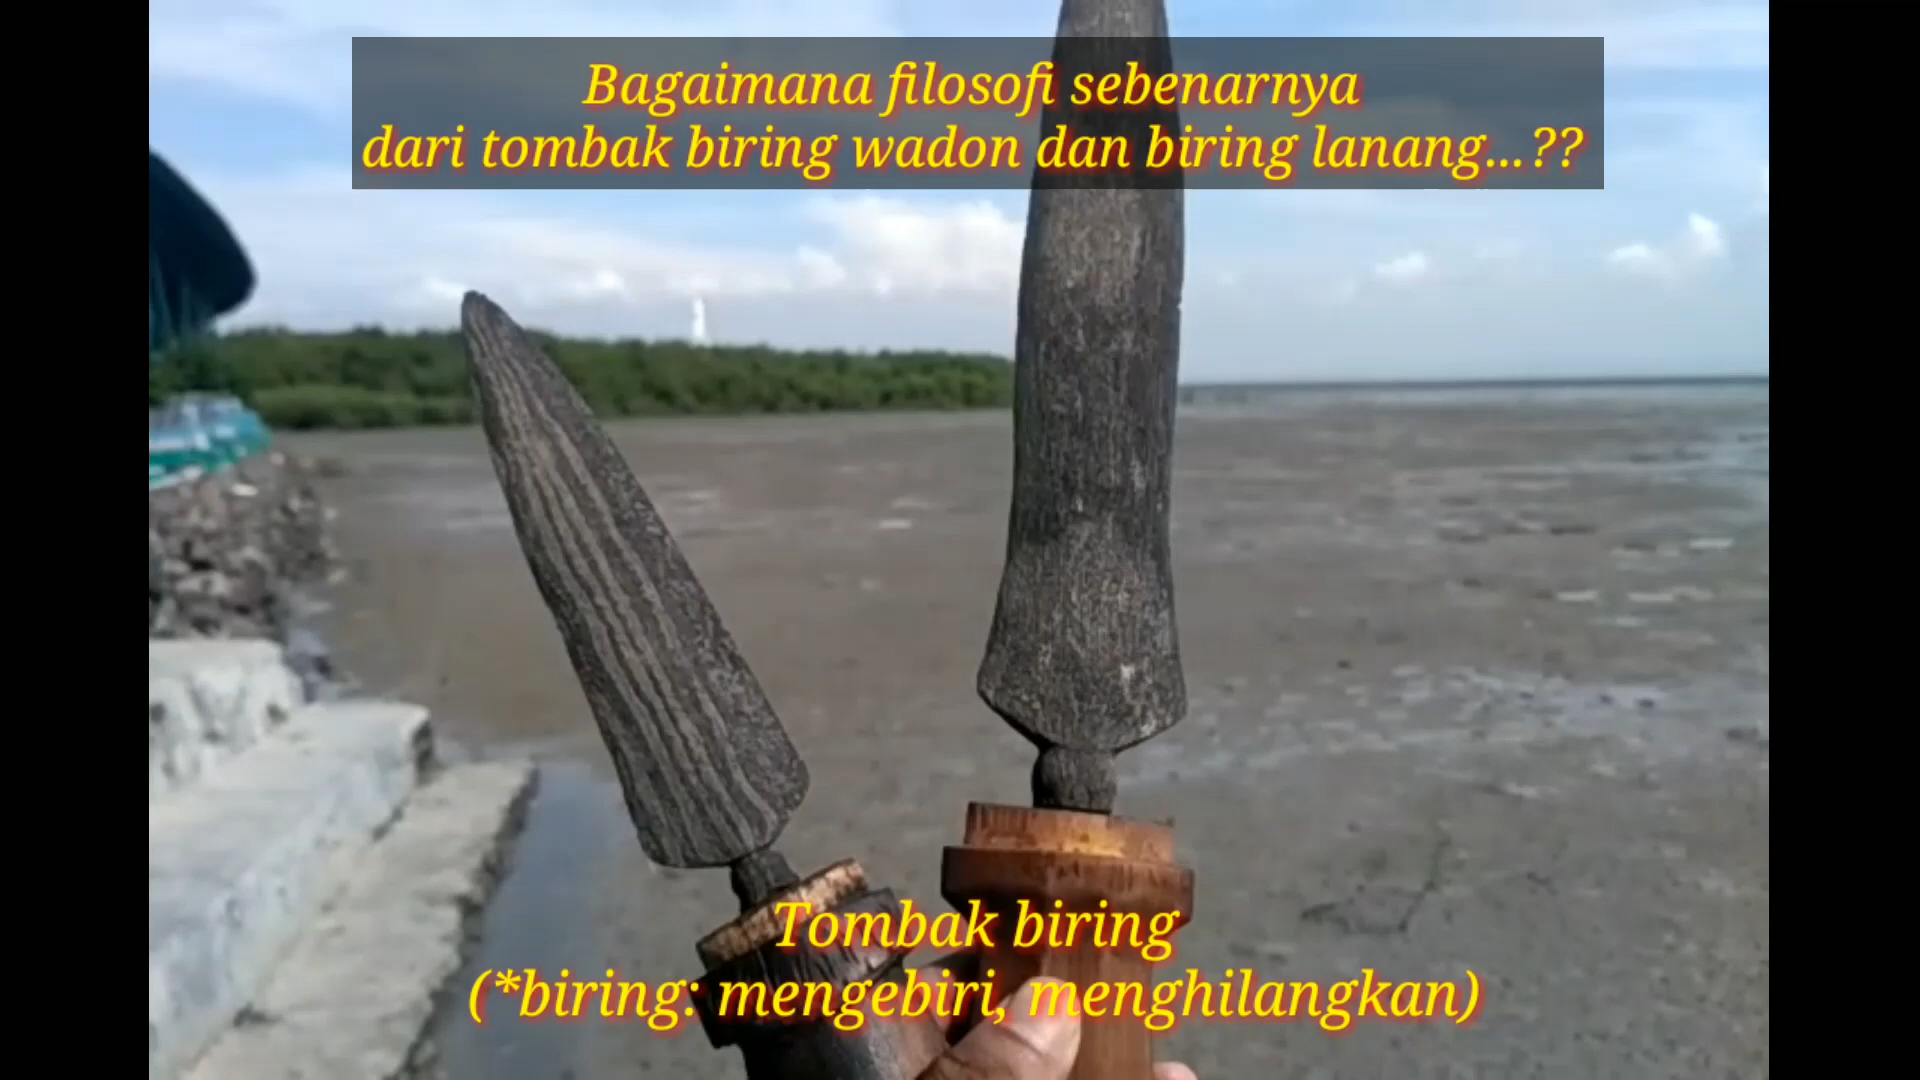 Bagaimana filosofi sebenarnya
dari tombak biring wadon dan biring lanang...??
Tombak biring
(*biring: mengebiri, menghilangkan)